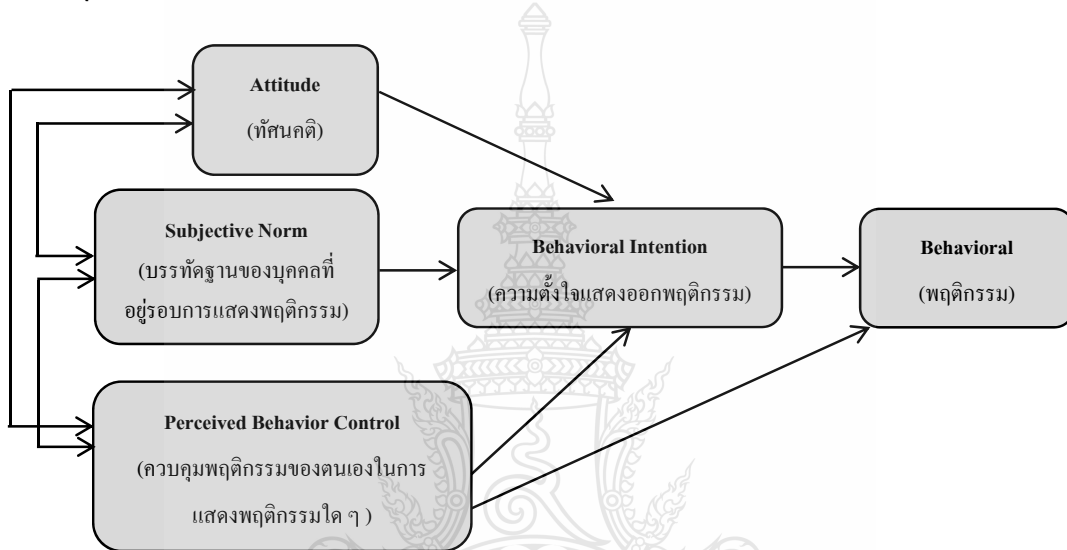 Attitude
(ทัศนคติ)
Subjective Norm
(บรรทัดฐานของบุคคลที่
อยู่รอบการแสดงพฤติกรรม)
Behavioral Intention
(ความตั้งใจแสดงออกพฤติกรรม)
Behavioral
(พฤติกรรม)
Perceived Behavior Control
(ควบคุมพฤติกรรมของตนเองในการ
แสดงพฤติกรรมใด ๆ )